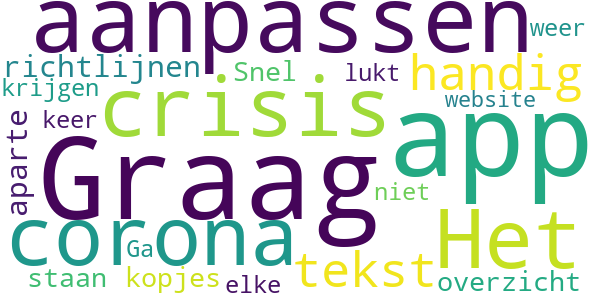 aanpassen
weer
richtlijnen
Snel
lukt
handig
krijgen
crisis
website
keer
app
aparte
Graag
niet
corona
Ga
Het
tekst
staan
kopjes
elke
overzicht